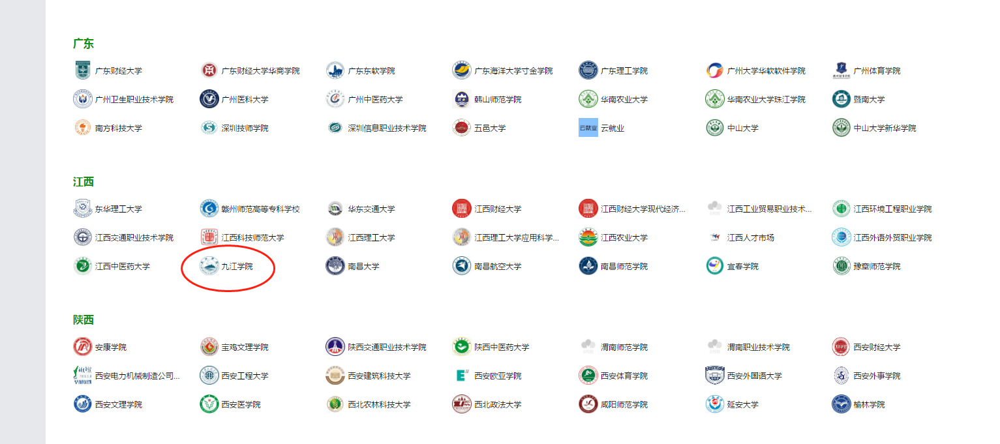 广东
广东财经大学 广东财经大学华商学院 广东东软学院 广东海洋大学寸金学院 广东理工学院 广州大学华软软件学院 广州体育学院
广州卫生职业技术学院 广州医科大学 广州中医药大学 韩山师范学院 华南农业大学 华南农业大学珠江学院 暨南大学
南方科技大学 深圳技师学院 深圳信息职业技术学院 五邑大学 云就业 云就业 中山大学 中山大学新华学院
江西
东华理工大学 赣州师范高等专科学校 华东交通大学 江西财经大学 江西财经大学现代经济... 江西工业贸易职业技术... 江西环境工程职业学院
江西交通职业技术学院 江西科技师范大学 江西理工大学 江西理工大学应用科学... 江西农业大学 江西人才市场 江西外语外贸职业学院
江西中医药大学 九江学院 南昌大学 南昌航空大学 南昌师范学院 宜春学院 豫章师范学院
陕西
安康学院 宝鸡文理学院 陕西交通职业技术学院 陕西中医药大学 渭南师范学院 渭南职业技术学院 西安财经大学
西安电力机械制造公司... 西安工程大学 西安建筑科技大学 西安欧亚学院 西安体育学院 西安外国语大学 西安外事学院
西安文理学院 西安医学院 西北农林科技大学 西北政法大学 咸阳师范学院 延安大学 榆林学院